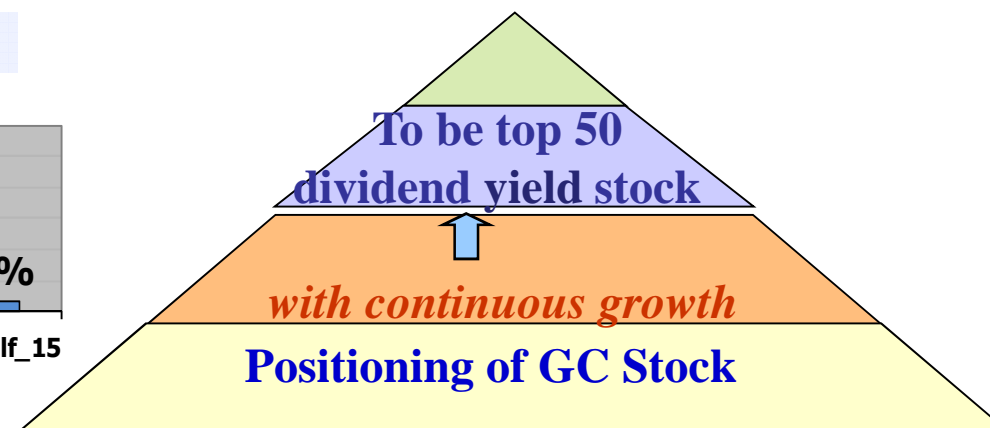 To be top 50
dividend yield stock
%
with continuous growth
lf_15
Positioning of GC Stock